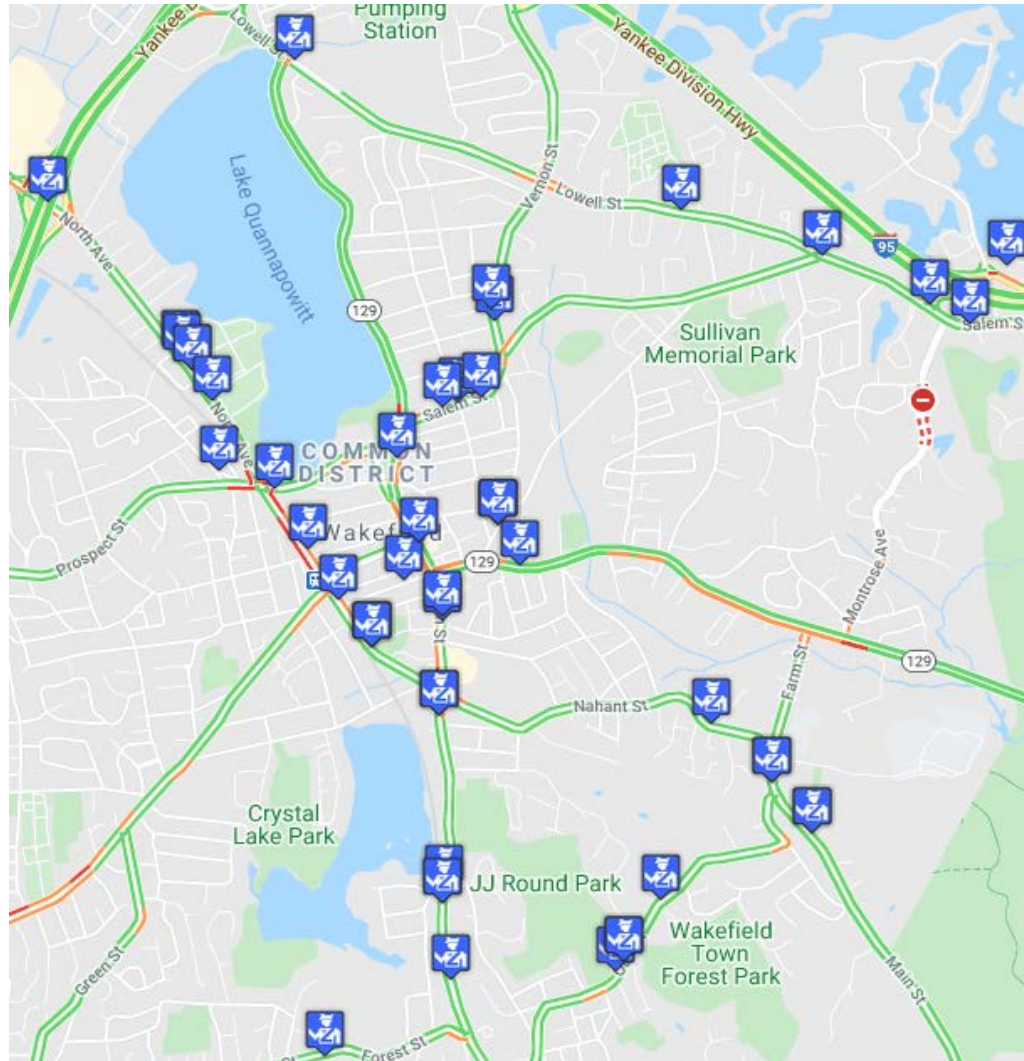 Pumping
Station
Lowell St
Yankee Division Hwy
Vernon St
Lowell St
Lake Quannapowitt
North Ave
129
95
Sullivan
Memorial Park
Salem St
North Ave
COMMON
DISTRICT
Prospect St
Wakefield
129
Montrose Ave
129
Farm St
Nahant St
Crystal
Lake Park
JJ Round Park
Wakefield
Town
Forest Park
Green St
Main St
Forest St